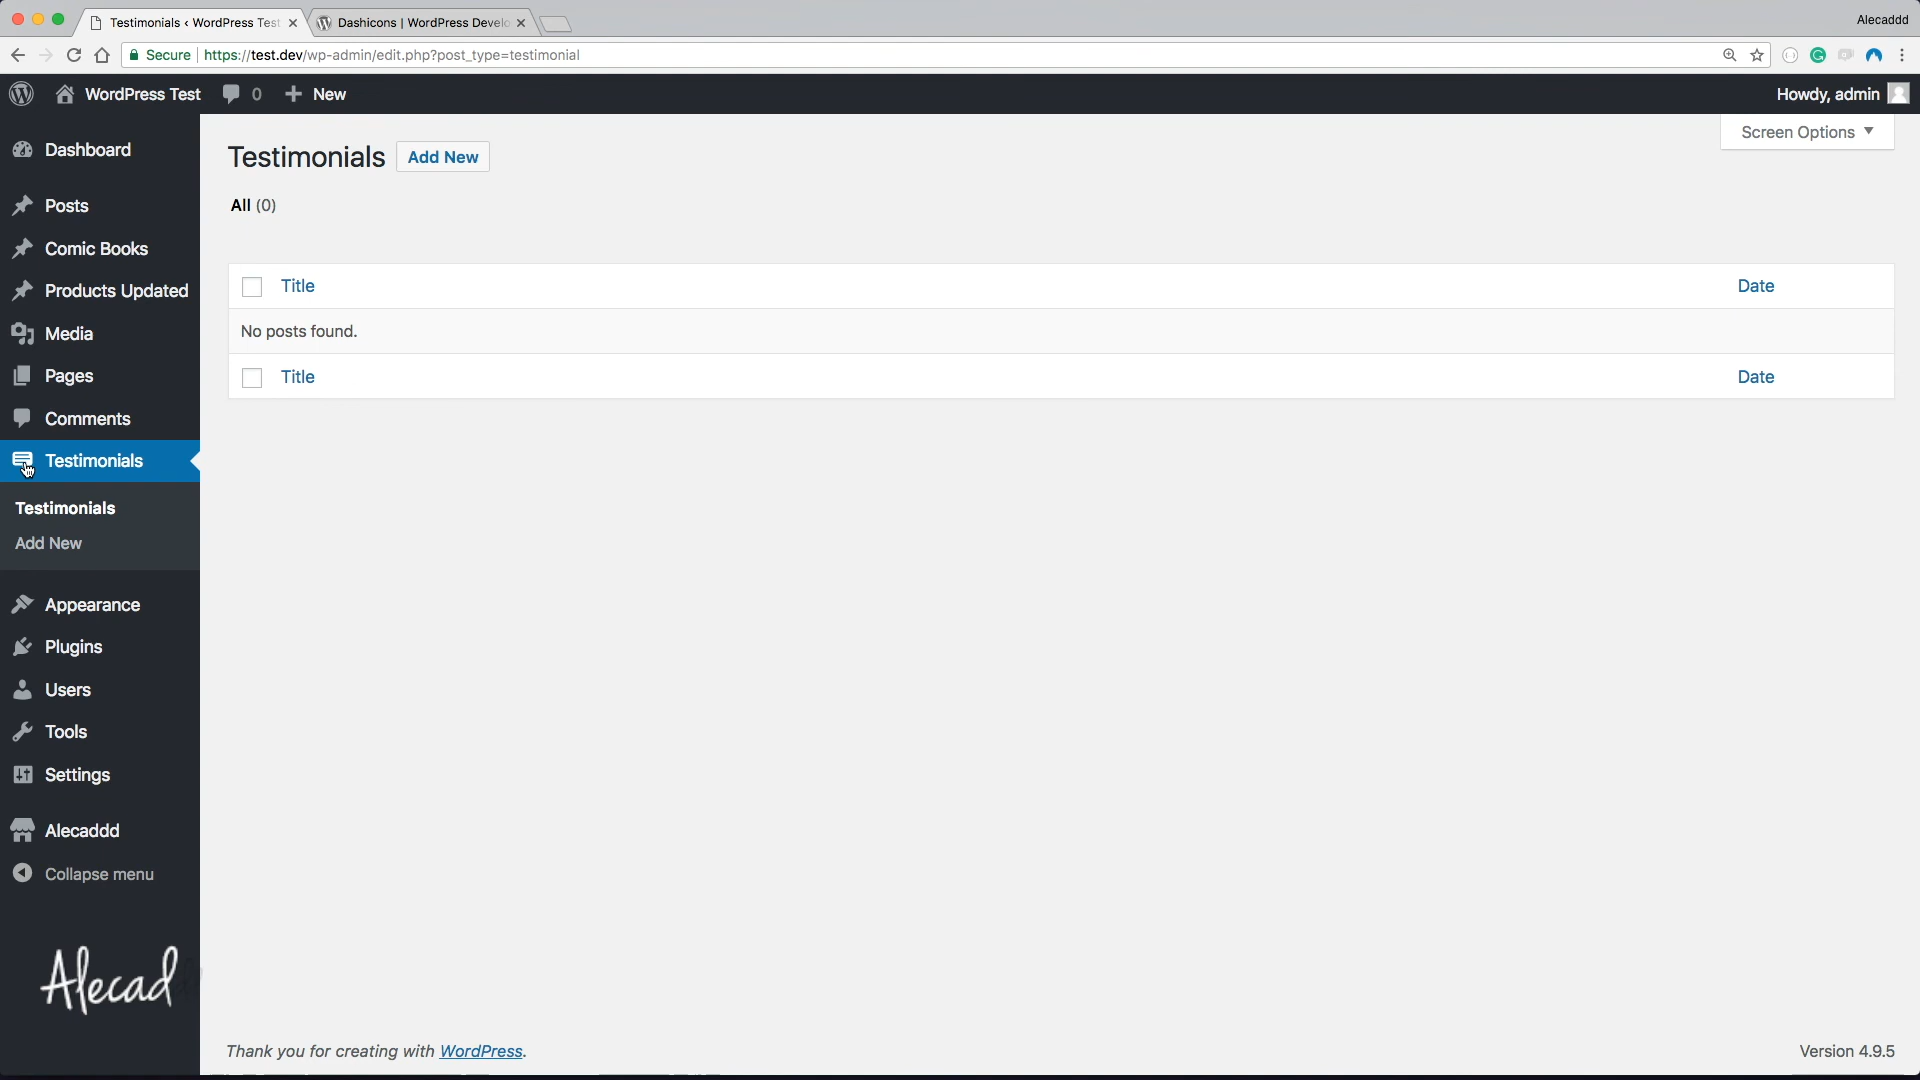 Testimonials ‹ WordPress Test
Dashicons | WordPress Develo
Alecaddd
Secure
https://test.dev/wp-admin/edit.php?post_type=testimonial
WordPress Test
0
New
Howdy, admin
Screen Options
Dashboard
Posts
Comic Books
Products Updated
Media
Pages
Comments
Testimonials
Testimonials
Add New
Appearance
Plugins
Users
Tools
Settings
Alecaddd
Collapse menu
Alecad
Testimonials
Add New
All (0)
Title
Date
No posts found.
Title
Date
Thank you for creating with WordPress.
Version 4.9.5